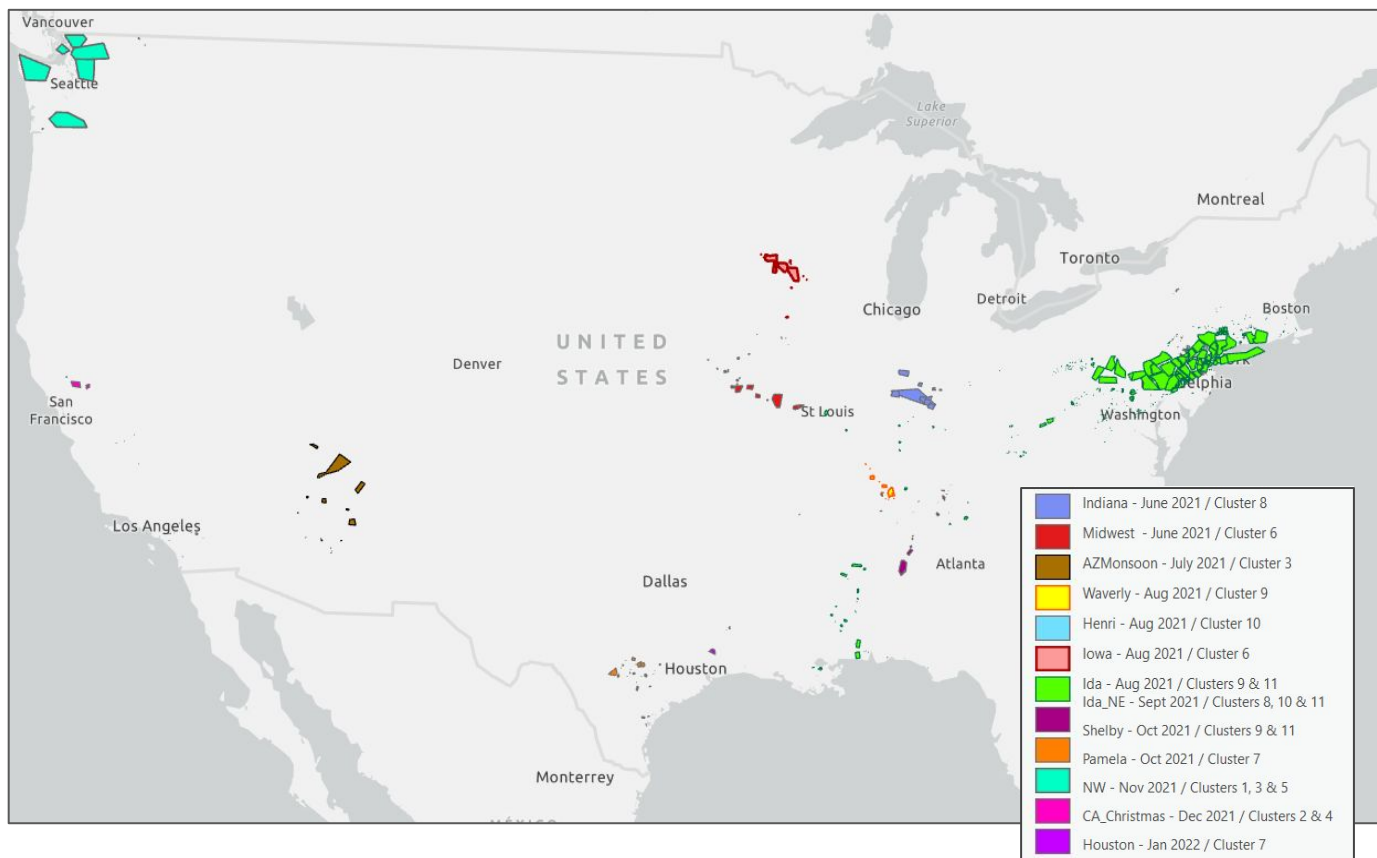 Vancouver
Seattle
Lake
Superior
Montreal
Toronto
Boston
Detroit
Chicago
UNITED
STATES
Denver
San
Francisco
St Louis
Washington
Los Angeles
Atlanta
Dallas
Houston
Monterrey
Indiana - June 2021 / Cluster 8
Midwest - June 2021 / Cluster 6
AZMonsoon - July 2021 / Cluster 3
Waverly - Aug 2021 / Cluster 9
Henri - Aug 2021 / Cluster 10
Iowa - Aug 2021 / Cluster 6
Ida - Aug 2021 / Clusters 9 & 11
Ida_NE - Sept 2021 / Clusters 8, 10 & 11
Shelby - Oct 2021 / Clusters 9 & 11
Pamela - Oct 2021 / Cluster 7
NW - Nov 2021 / Clusters 1, 3 & 5
CA_Christmas - Dec 2021 / Clusters 2 & 4
Houston - Jan 2022 / Cluster 7